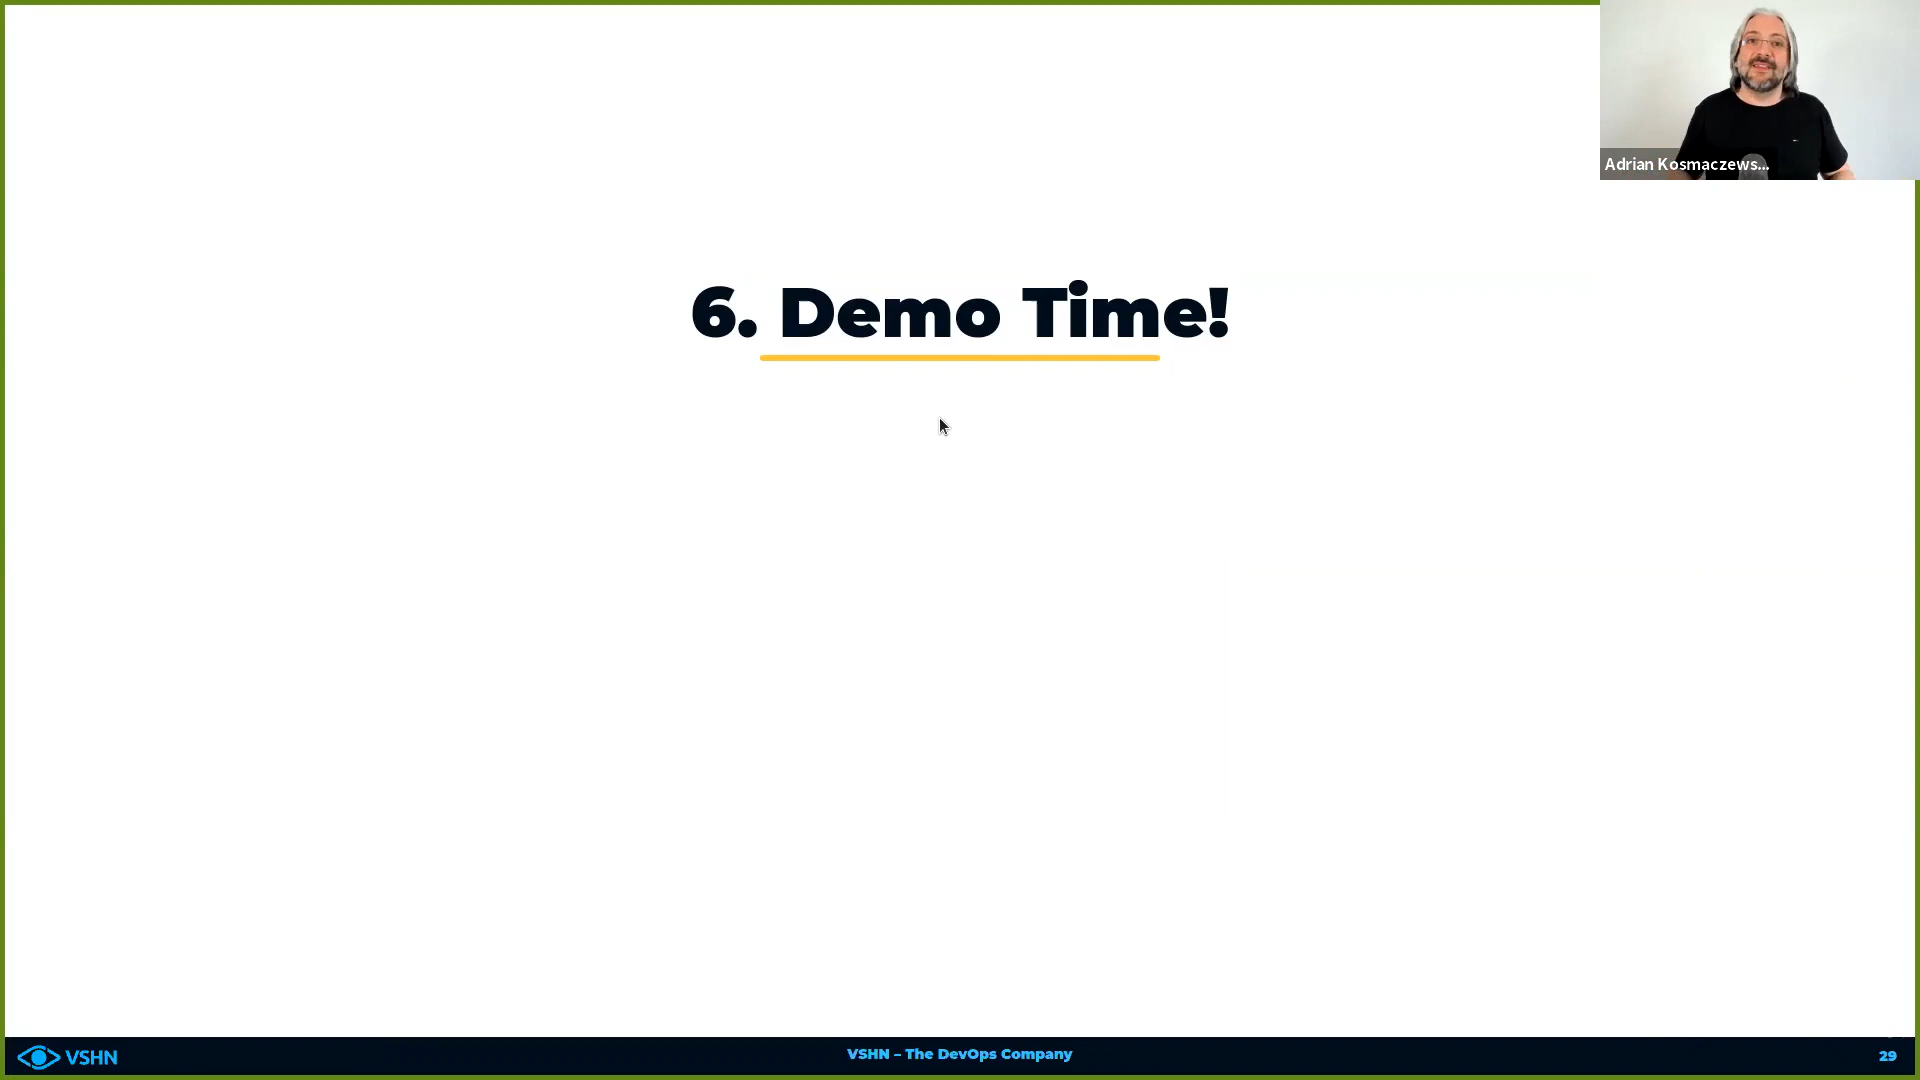 Adrian Kosmaczews...
6. Demo Time!
VSHN
VSHN – The DevOps Company
29